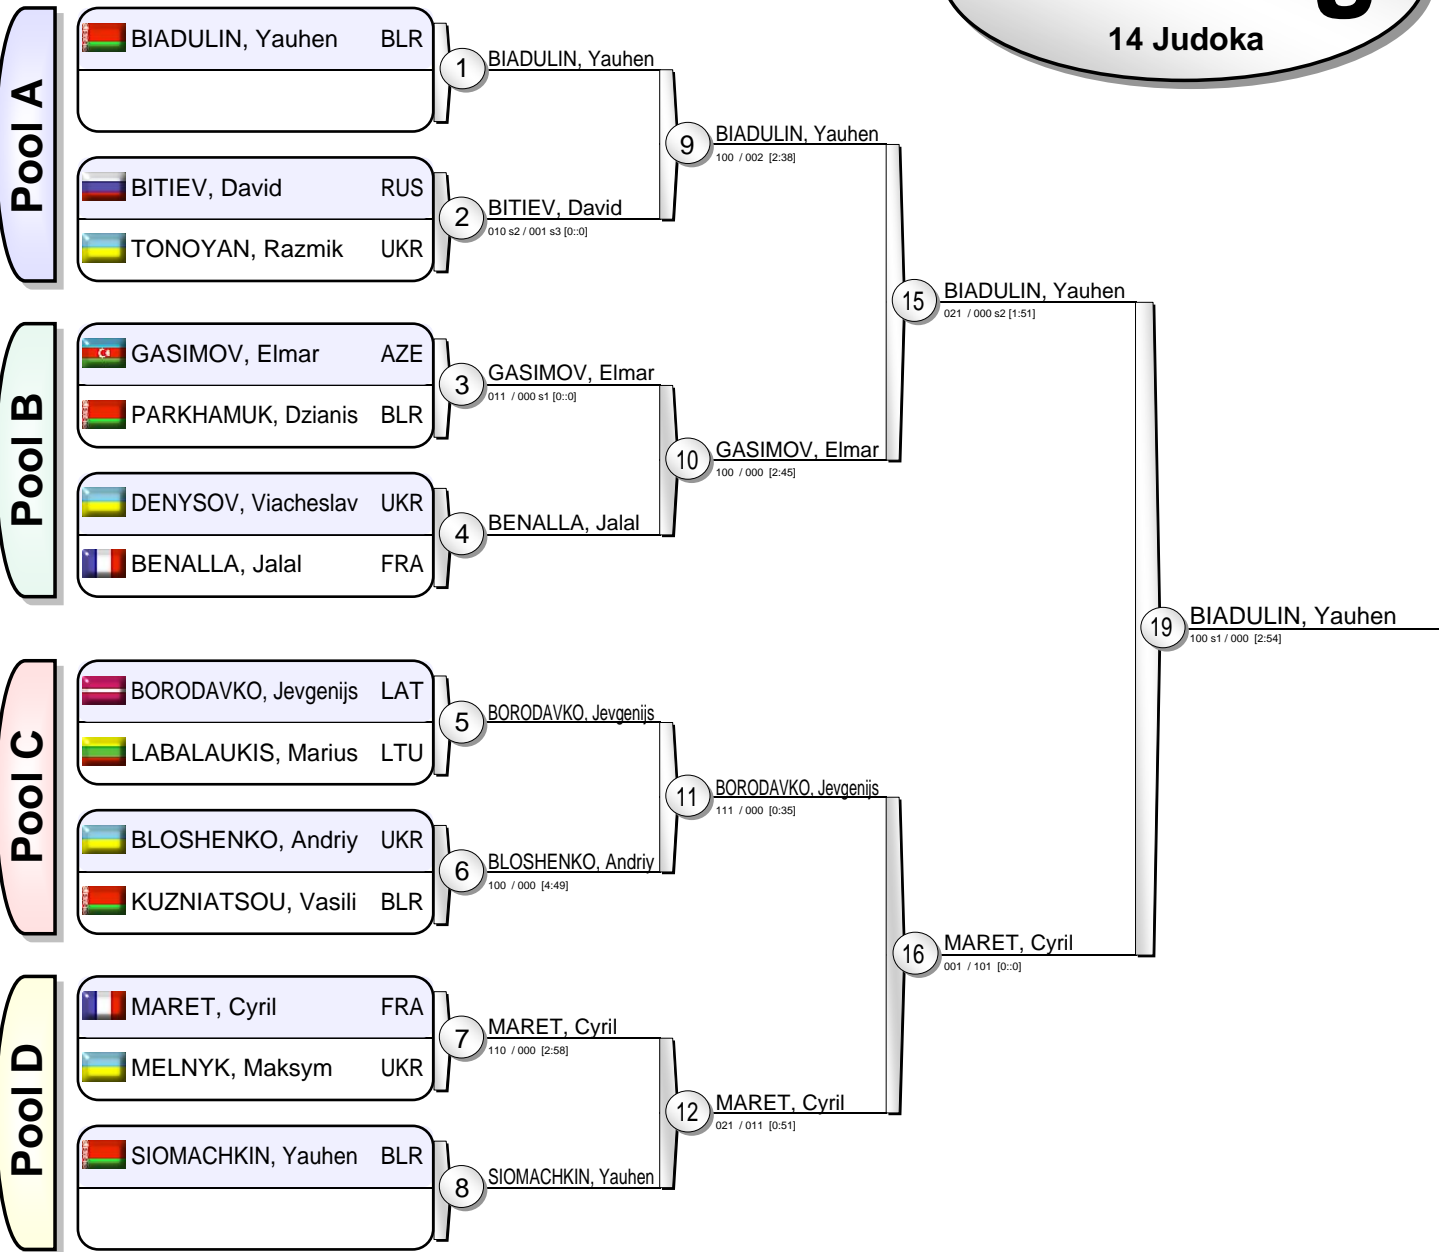 14 Judoka
Pool A
BIADULIN, Yauhen BLR
1
BIADULIN, Yauhen
BITIEV, David RUS
TONOYAN, Razmik UKR
2
BITIEV, David
010 s2 / 001 s3 [0::0]
9
BIADULIN, Yauhen
100 / 002 [2:38]
Pool B
GASIMOV, Elmar AZE
PARKHAMUK, Dzianis BLR
3
GASIMOV, Elmar
011 / 000 s1 [0::0]
DENYSOV, Viacheslav UKR
BENALLA, Jalal FRA
4
BENALLA, Jalal
10
GASIMOV, Elmar
100 / 000 [2:45]
15
BIADULIN, Yauhen
021 / 000 s2 [1:51]
Pool C
BORODAVKO, Jevgenijs LAT
LABALAUKIS, Marius LTU
5
BORODAVKO, Jevgenijs
BLOSHENKO, Andriy UKR
KUZNIATSOU, Vasili BLR
6
BLOSHENKO, Andriy
100 / 000 [4:49]
11
BORODAVKO, Jevgenijs
111 / 000 [0:35]
Pool D
MARET, Cyril FRA
MELNYK, Maksym UKR
7
MARET, Cyril
110 / 000 [2:58]
SIOMACHKIN, Yauhen BLR
8
SIOMACHKIN, Yauhen
12
MARET, Cyril
021 / 011 [0:51]
16
MARET, Cyril
001 / 101 [0::0]
19
BIADULIN, Yauhen
100 s1 / 000 [2:54]